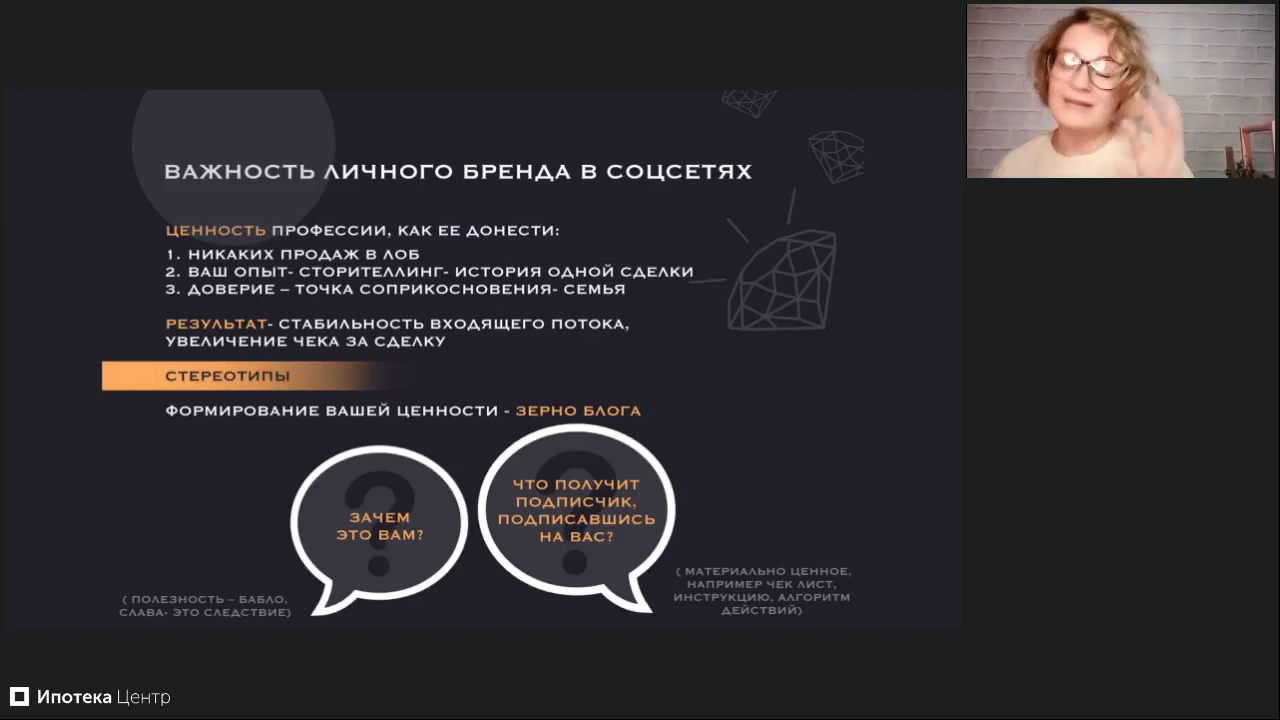 ВАЖНОСТЬ ЛИЧНОГО БРЕНДА В СОЦСЕТЯХ
ЦЕННОСТЬ ПРОФЕССИИ, КАК ЕЕ ДОНЕСТИ:
1. НИКАКИХ ПРОДАЖ В ЛОБ
2. ВАШ ОПЫТ- СТОРИТЕЛЛИНГ- ИСТОРИЯ ОДНОЙ СДЕЛКИ
3. ДОВЕРИЕ – ТОЧКА СОПРИКОСНОВЕНИЯ- СЕМЬЯ
РЕЗУЛЬТАТ- СТАБИЛЬНОСТЬ ВХОДЯЩЕГО ПОТОКА,
УВЕЛИЧЕНИЕ ЧЕКА ЗА СДЕЛКУ
СТЕРЕОТИПЫ
ФОРМИРОВАНИЕ ВАШЕЙ ЦЕННОСТИ - ЗЕРНО БЛОГА
ЗАЧЕМ
ЭТО ВАМ?
ЧТО ПОЛУЧИТ
ПОДПИСЧИК,
ПОДПИСАВШИСЬ
НА ВАС?
( ПОЛЕЗНОСТЬ – БАБЛО,
СЛАВА- ЭТО СЛЕДСТВИЕ)
( МАТЕРИАЛЬНО ЦЕННОЕ,
НАПРИМЕР ЧЕК ЛИСТ,
ИНСТРУКЦИЮ, АЛГОРИТМ
ДЕЙСТВИЙ)
Ипотека Центр